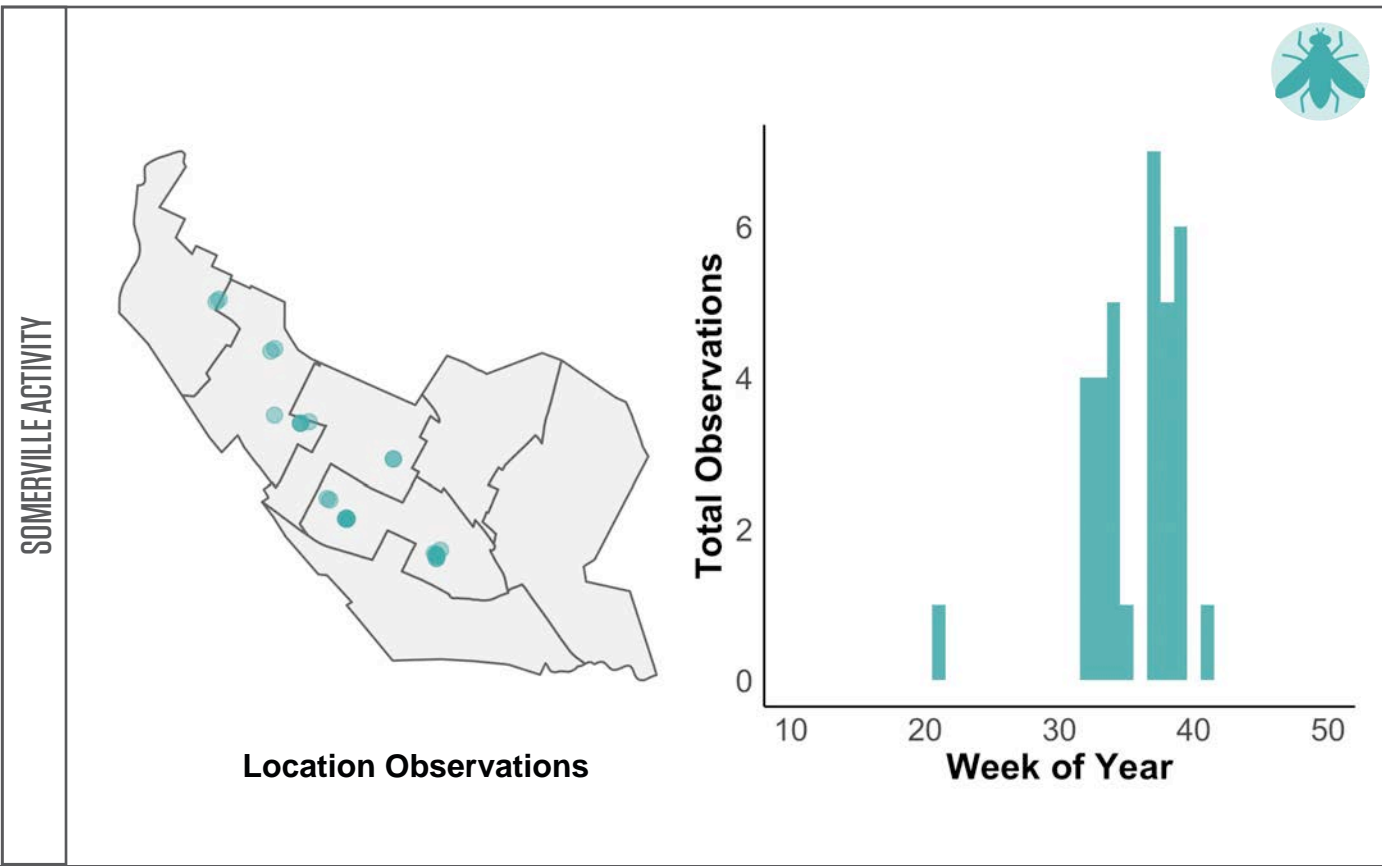 SOMERVILLE ACTIVITY
Location Observations
Total Observations
6
4
2
0
10 20 30 40 50
Week of Year